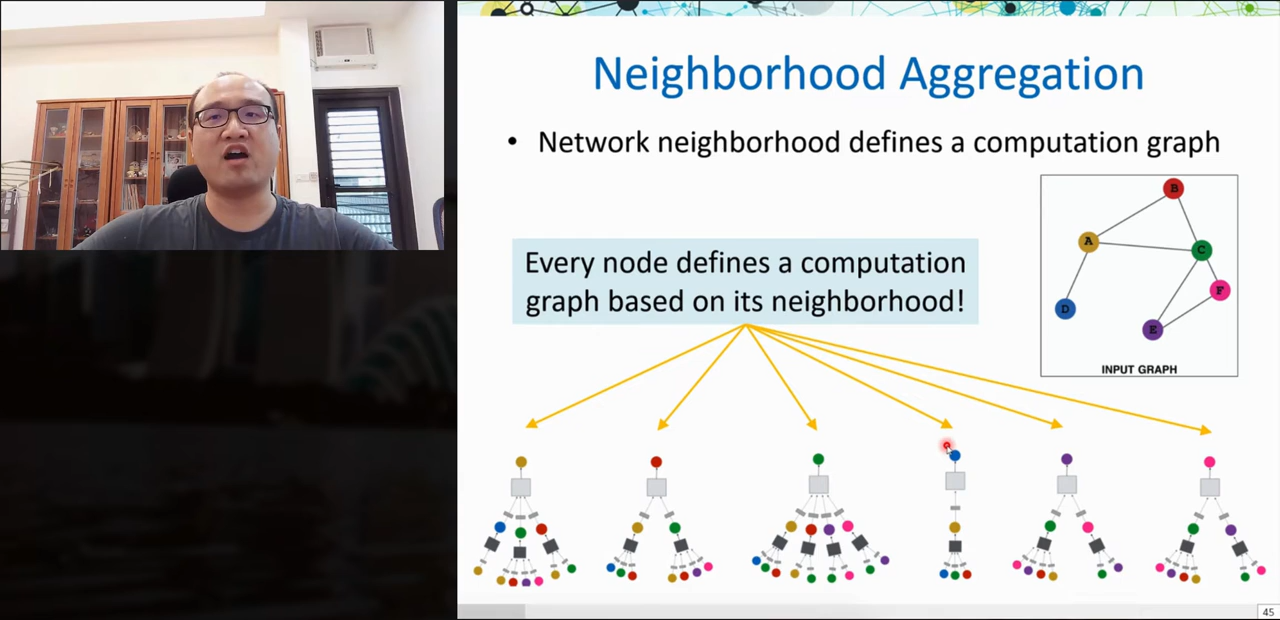 Neighborhood Aggregation
• Network neighborhood defines a computation graph
Every node defines a computation
graph based on its neighborhood!
B
A
C
F
D
E
INPUT GRAPH
45